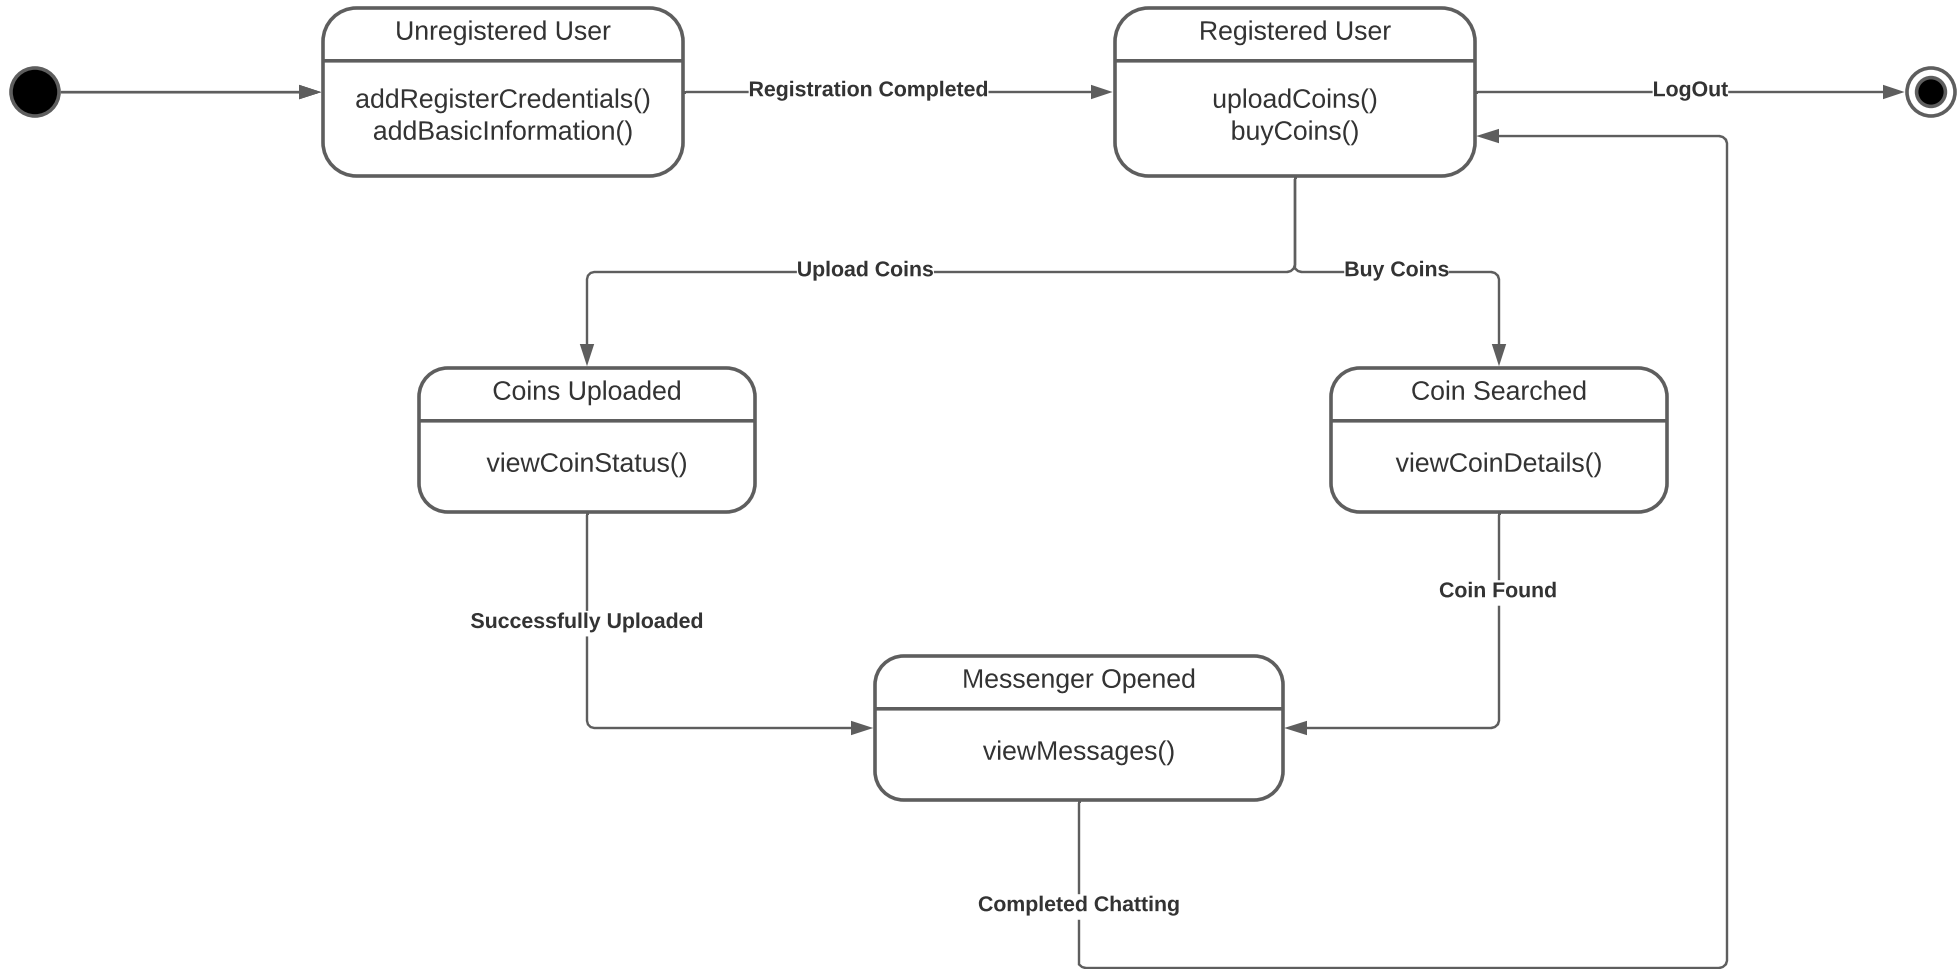 Unregistered User
addRegisterCredentials()
addBasicInformation()
Registration Completed
Registered User
uploadCoins()
buyCoins()
LogOut
Upload Coins
Buy Coins
Coins Uploaded
viewCoinStatus()
Coin Searched
viewCoinDetails()
Successfully Uploaded
Coin Found
Messenger Opened
viewMessages()
Completed Chatting